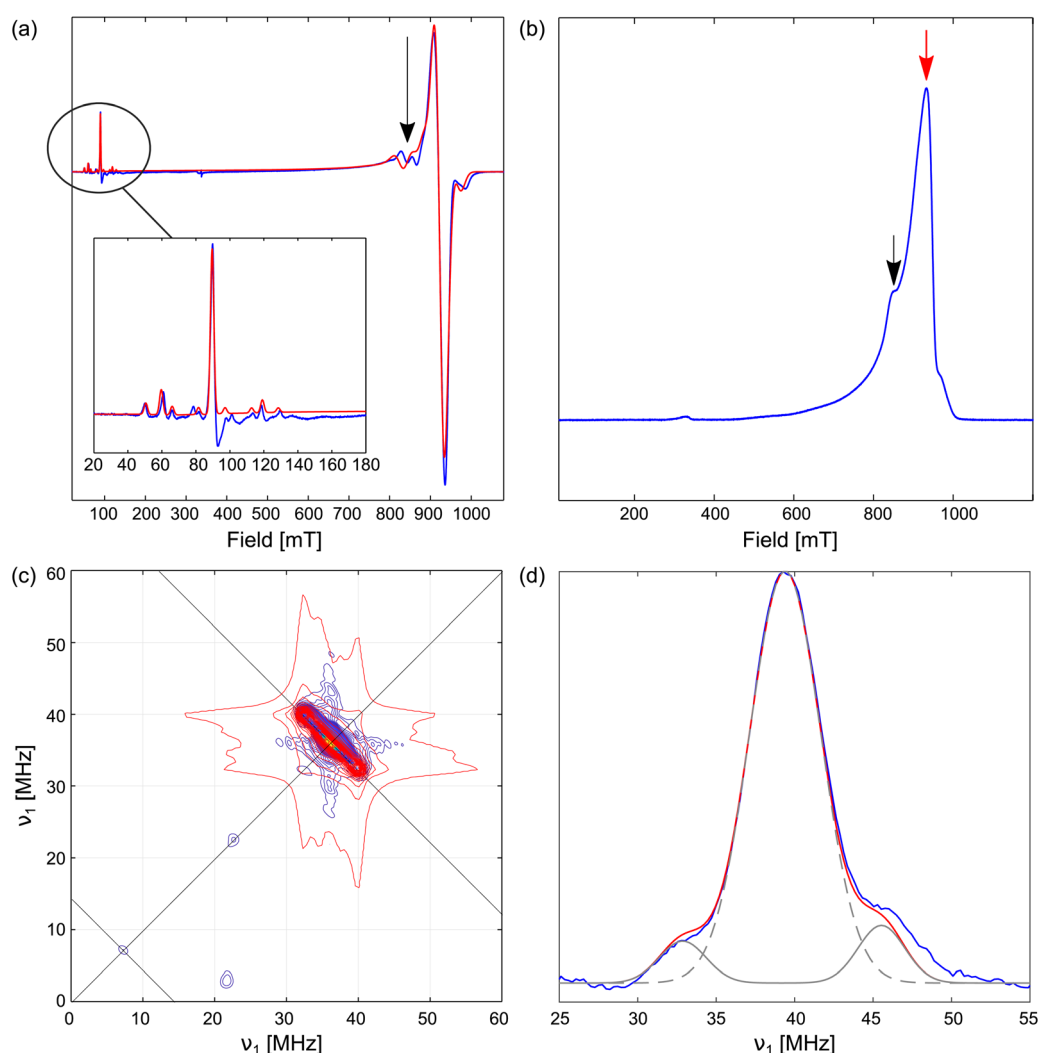 (a)
20 40 60 80 100 120 140 160 180
100 200 300 400 500 600 700 800 900 1000
Field [mT]
(b)
200 400 600 800 1000
Field [mT]
(c)
60
50
40
30
20
10
0
ν₁ [MHz]
0 10 20 30 40 50 60
ν₁ [MHz]
(d)
25 30 35 40 45 50 55
ν₁ [MHz]